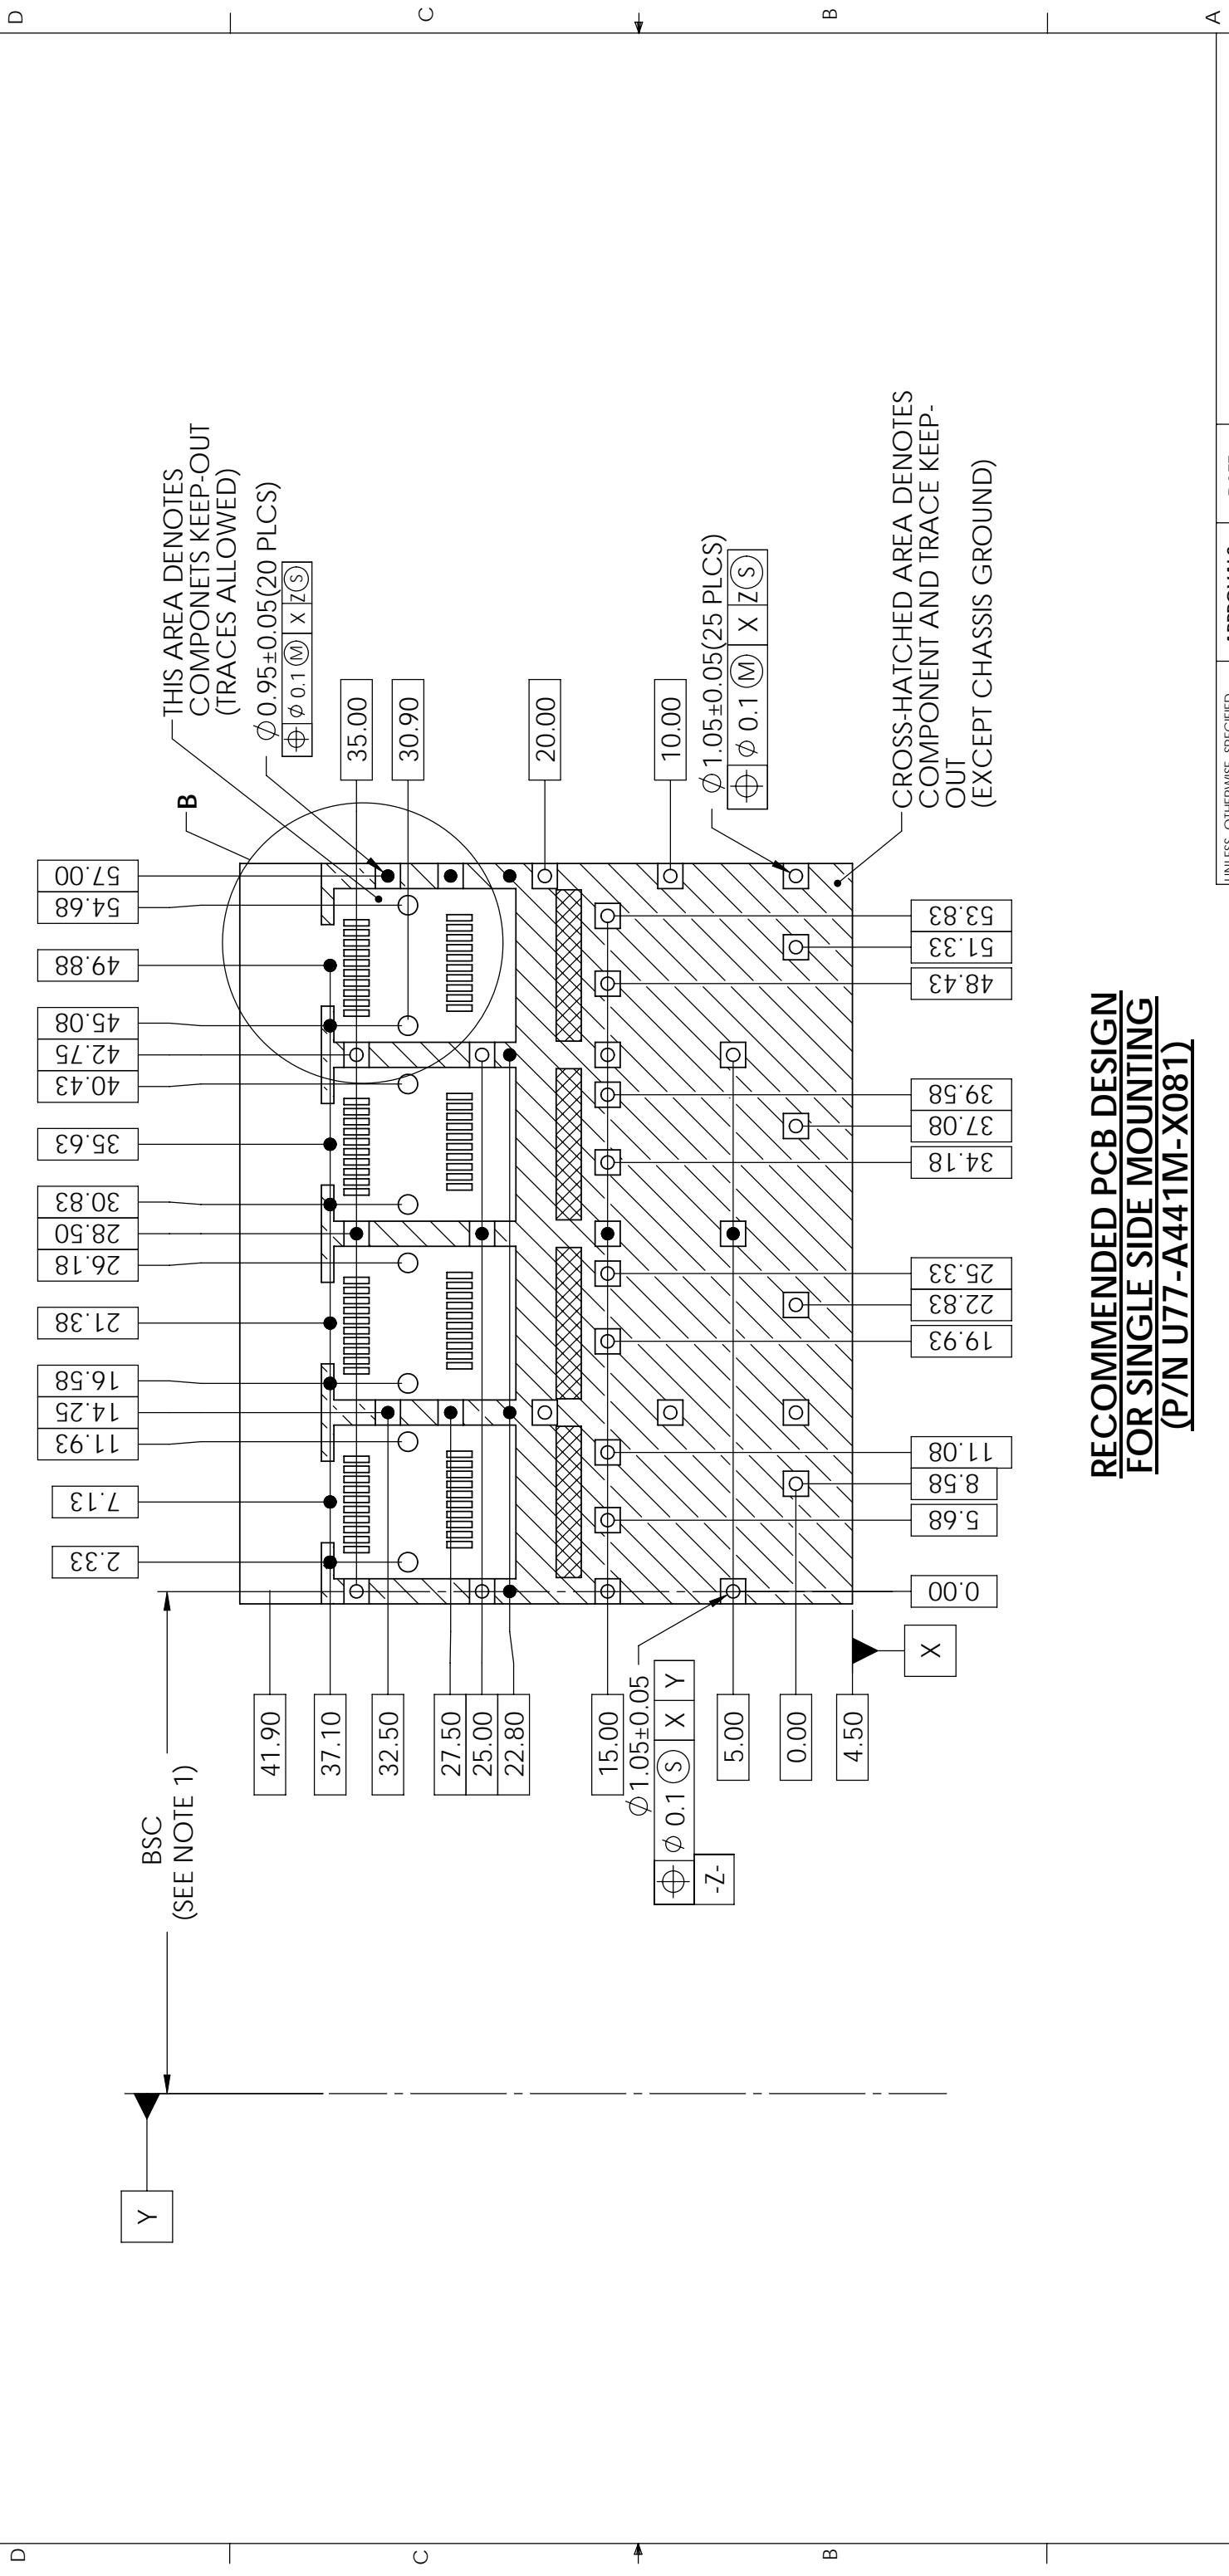 D
C
B
A
THIS AREA DENOTES
COMPONETS KEEP-OUT
(TRACES ALLOWED)
Ø0.95±0.05(20 PLCS)
⌖ Ø 0.1 Ⓜ X ZⓈ
B
57.00
54.68
49.88
45.08
42.75
40.43
35.63
30.83
28.50
26.18
21.38
16.58
14.25
11.93
7.13
2.33
35.00
30.90
20.00
10.00
Ø1.05±0.05(25 PLCS)
⌖ Ø 0.1 Ⓜ X ZⓈ
CROSS-HATCHED AREA DENOTES
COMPONENT AND TRACE KEEP-
OUT
(EXCEPT CHASSIS GROUND)
53.83
51.33
48.43
39.58
37.08
34.18
25.33
22.83
19.93
11.08
8.58
5.68
0.00
BSC
(SEE NOTE 1)
41.90
37.10
32.50
27.50
25.00
22.80
15.00
Ø1.05±0.05
⌖ Ø 0.1 Ⓢ X Y
-Z-
5.00
0.00
4.50
X
Y
RECOMMENDED PCB DESIGN
FOR SINGLE SIDE MOUNTING
(P/N U77-A441M-X081)
UNLESS OTHERWISE SPECIFIED
D
C
B